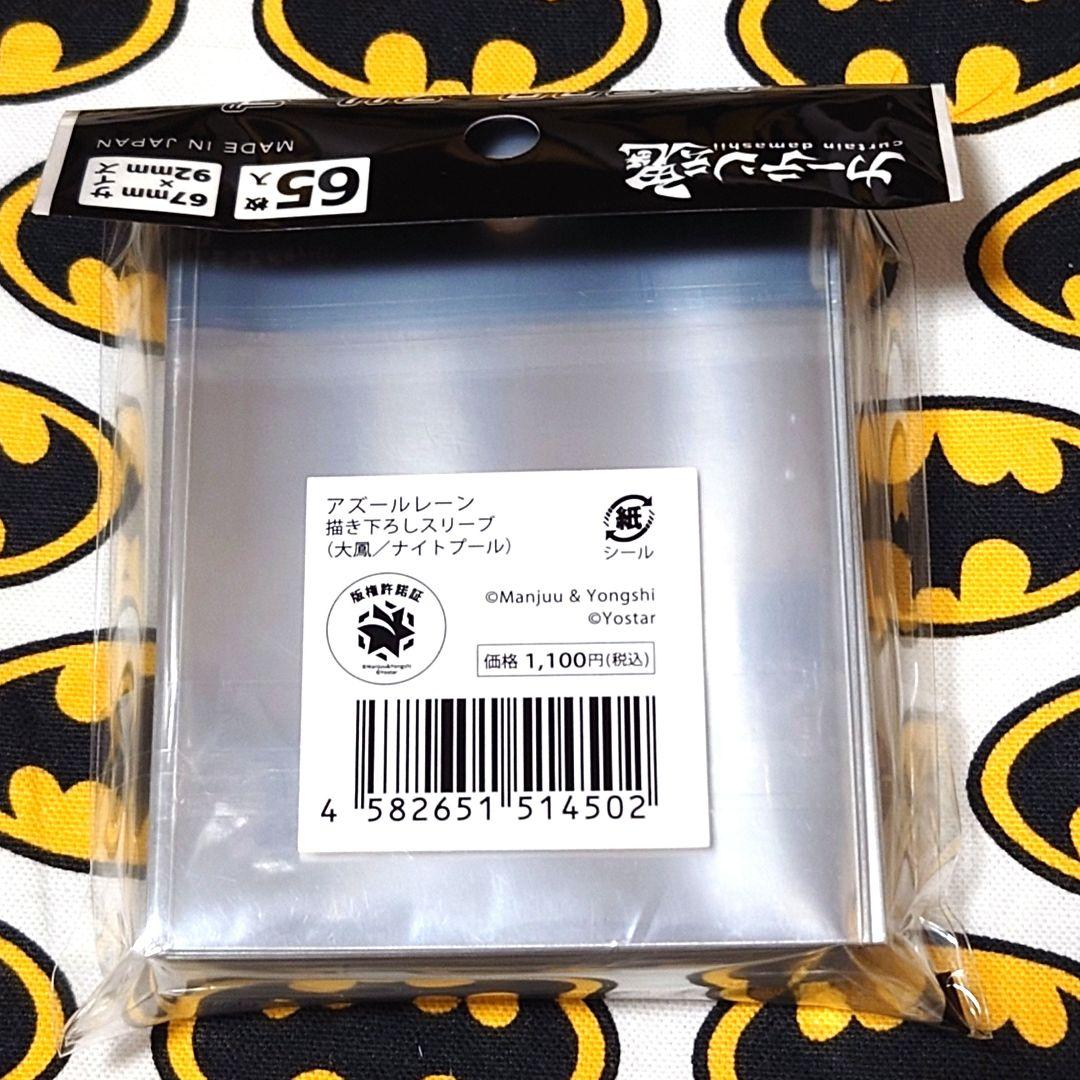 カーテン魂
curtain damashii
65枚入
67mm
×
92mm
サイズ
MADE IN JAPAN
アズールレーン
描き下ろしスリーブ
(大鳳／ナイトプール)
紙
シール
版権許諾証
©Manjuu&Yongshi
©Yostar
©Manjuu & Yongshi
©Yostar
価格 1,100円(税込)
4 582651 514502